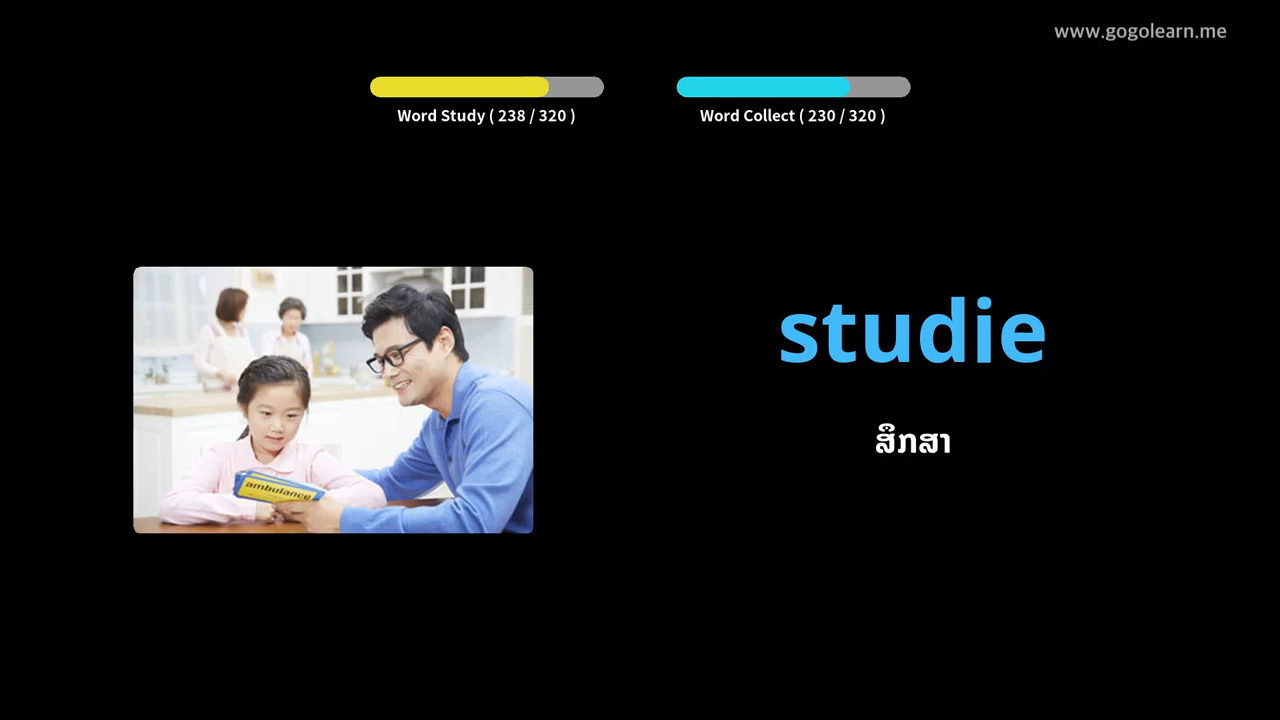 www.gogolearn.me
Word Study ( 238 / 320 )
Word Collect ( 230 / 320 )
studie
ສຶກສາ
ambulance